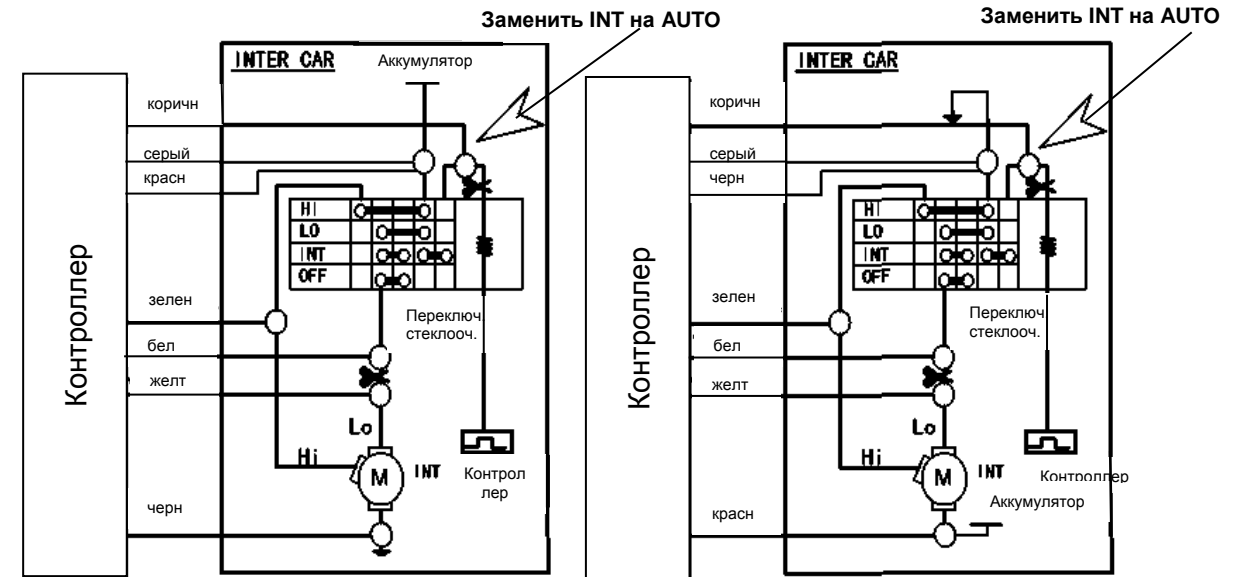 Заменить INT на AUTO
INTER CAR
Аккумулятор
коричн
серый
красн
HI
LO
INT
OFF
Контроллер
зелен
Переключ.
стеклооч.
бел
желт
Lo
Hi
M
INT
Контрол
лер
черн
Заменить INT на AUTO
INTER CAR
коричн
серый
черн
HI
LO
INT
OFF
Контроллер
зелен
Переключ.
стеклооч.
бел
желт
Lo
Hi
M
INT
Контроллер
Аккумулятор
красн